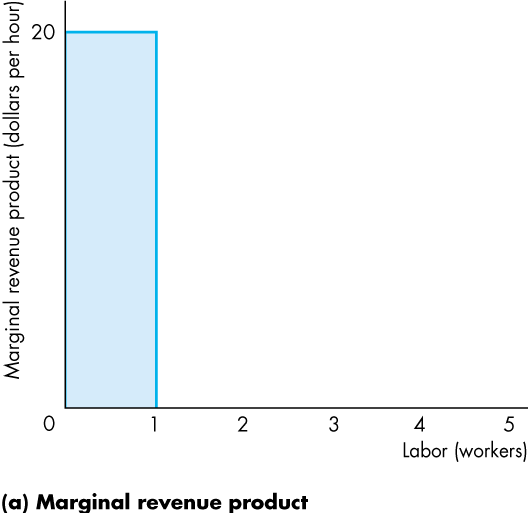 Marginal revenue product (dollars per hour)
20
0 1 2 3 4 5
Labor (workers)
(a) Marginal revenue product